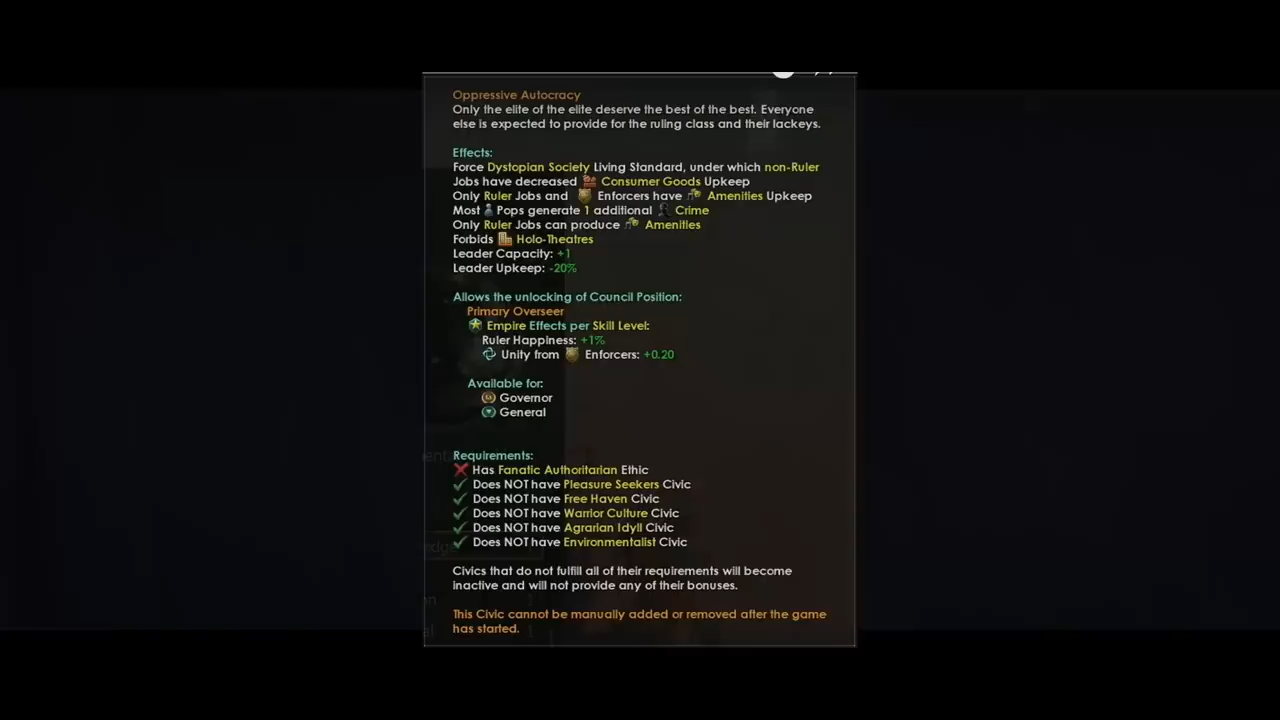 Oppressive Autocracy
Only the elite of the elite deserve the best of the best. Everyone
else is expected to provide for the ruling class and their lackeys.
Effects:
Force Dystopian Society Living Standard, under which non-Ruler
Jobs have decreased Consumer Goods Upkeep
Only Ruler Jobs and Enforcers have Amenities Upkeep
Most Pops generate 1 additional Crime
Only Ruler Jobs can produce Amenities
Forbids Holo-Theatres
Leader Capacity: +1
Leader Upkeep: -20%
Allows the unlocking of Council Position:
Primary Overseer
Empire Effects per Skill Level:
Ruler Happiness: +1%
Unity from Enforcers: +0.20
Available for:
Governor
General
Requirements:
Has Fanatic Authoritarian Ethic
Does NOT have Pleasure Seekers Civic
Does NOT have Free Haven Civic
Does NOT have Warrior Culture Civic
Does NOT have Agrarian Idyll Civic
Does NOT have Environmentalist Civic
Civics that do not fulfill all of their requirements will become
inactive and will not provide any of their bonuses.
This Civic cannot be manually added or removed after the game
has started.